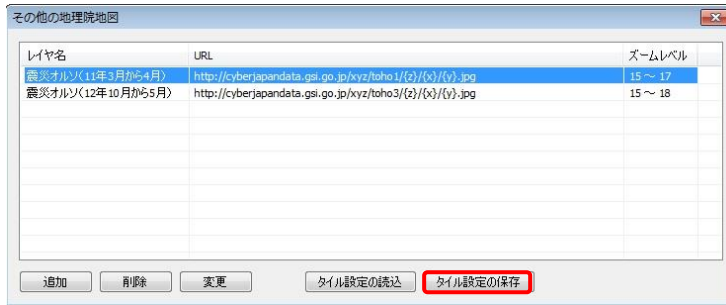 その他の地理院地図
レイヤ名 URL ズームレベル
震災オルソ(11年3月から4月) http://cyberjapandata.gsi.go.jp/xyz/toho1/{z}/{x}/{y}.jpg 15 ～ 17
震災オルソ(12年10月から5月) http://cyberjapandata.gsi.go.jp/xyz/toho3/{z}/{x}/{y}.jpg 15 ～ 18
追加 削除 変更 タイル設定の読込 タイル設定の保存